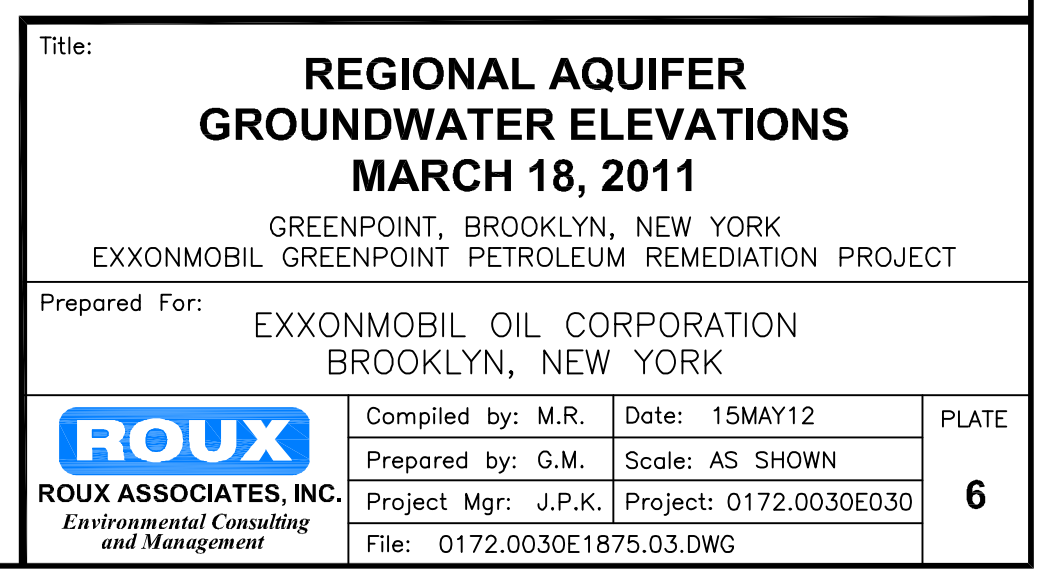 Title:
REGIONAL AQUIFER
GROUNDWATER ELEVATIONS
MARCH 18, 2011
GREENPOINT, BROOKLYN, NEW YORK
EXXONMOBIL GREENPOINT PETROLEUM REMEDIATION PROJECT
Prepared For:
EXXONMOBIL OIL CORPORATION
BROOKLYN, NEW YORK
ROUX
ROUX ASSOCIATES, INC.
Environmental Consulting
and Management
Compiled by: M.R.
Date: 15MAY12
Prepared by: G.M.
Scale: AS SHOWN
Project Mgr: J.P.K.
Project: 0172.0030E030
File: 0172.0030E1875.03.DWG
PLATE
6